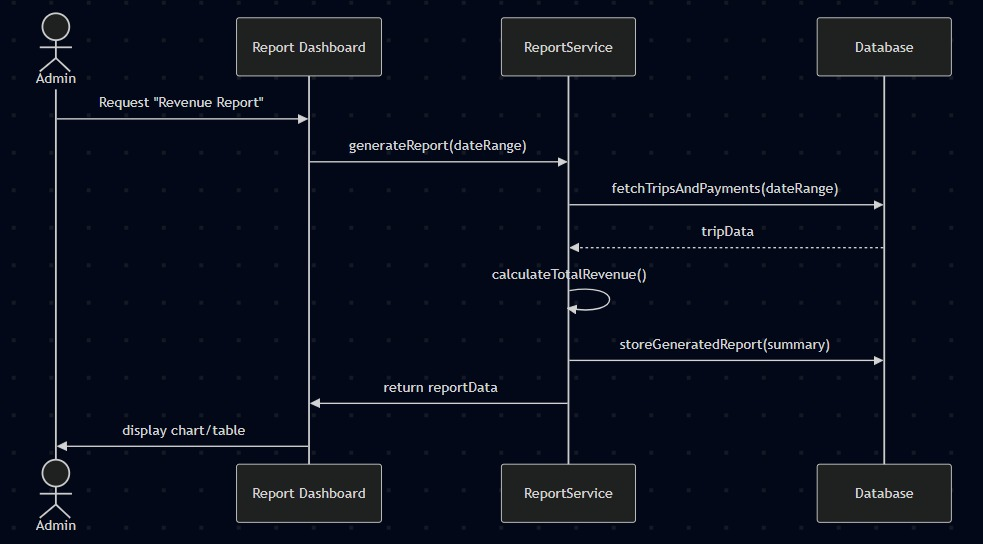 Report Dashboard
ReportService
Database
Admin
Request "Revenue Report"
generateReport(dateRange)
fetchTripsAndPayments(dateRange)
tripData
calculateTotalRevenue()
storeGeneratedReport(summary)
return reportData
display chart/table
Report Dashboard
ReportService
Database
Admin